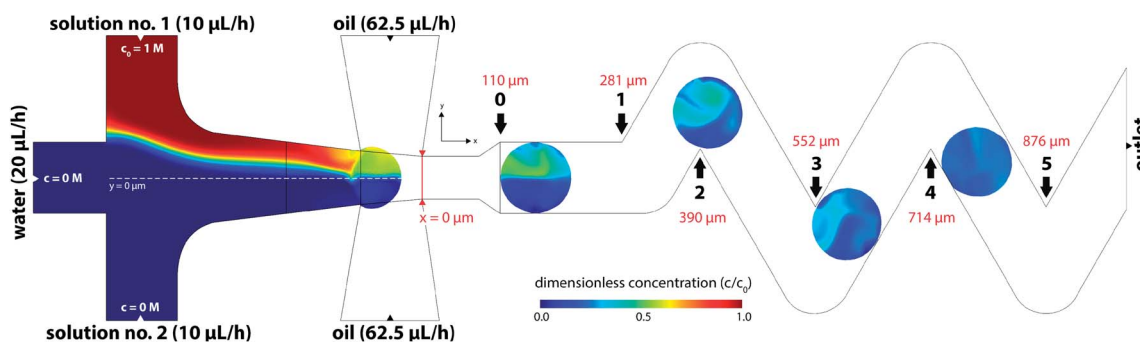 solution no. 1 (10 µL/h)
oil (62.5 µL/h)
c₀ = 1 M
110 µm
0
281 µm
1
y
x
water (20 µL/h)
c = 0 M
y = 0 µm
x = 0 µm
2
390 µm
552 µm
3
4
714 µm
876 µm
5
outlet
dimensionless concentration (c/c₀)
0.0 0.5 1.0
c = 0 M
solution no. 2 (10 µL/h)
oil (62.5 µL/h)